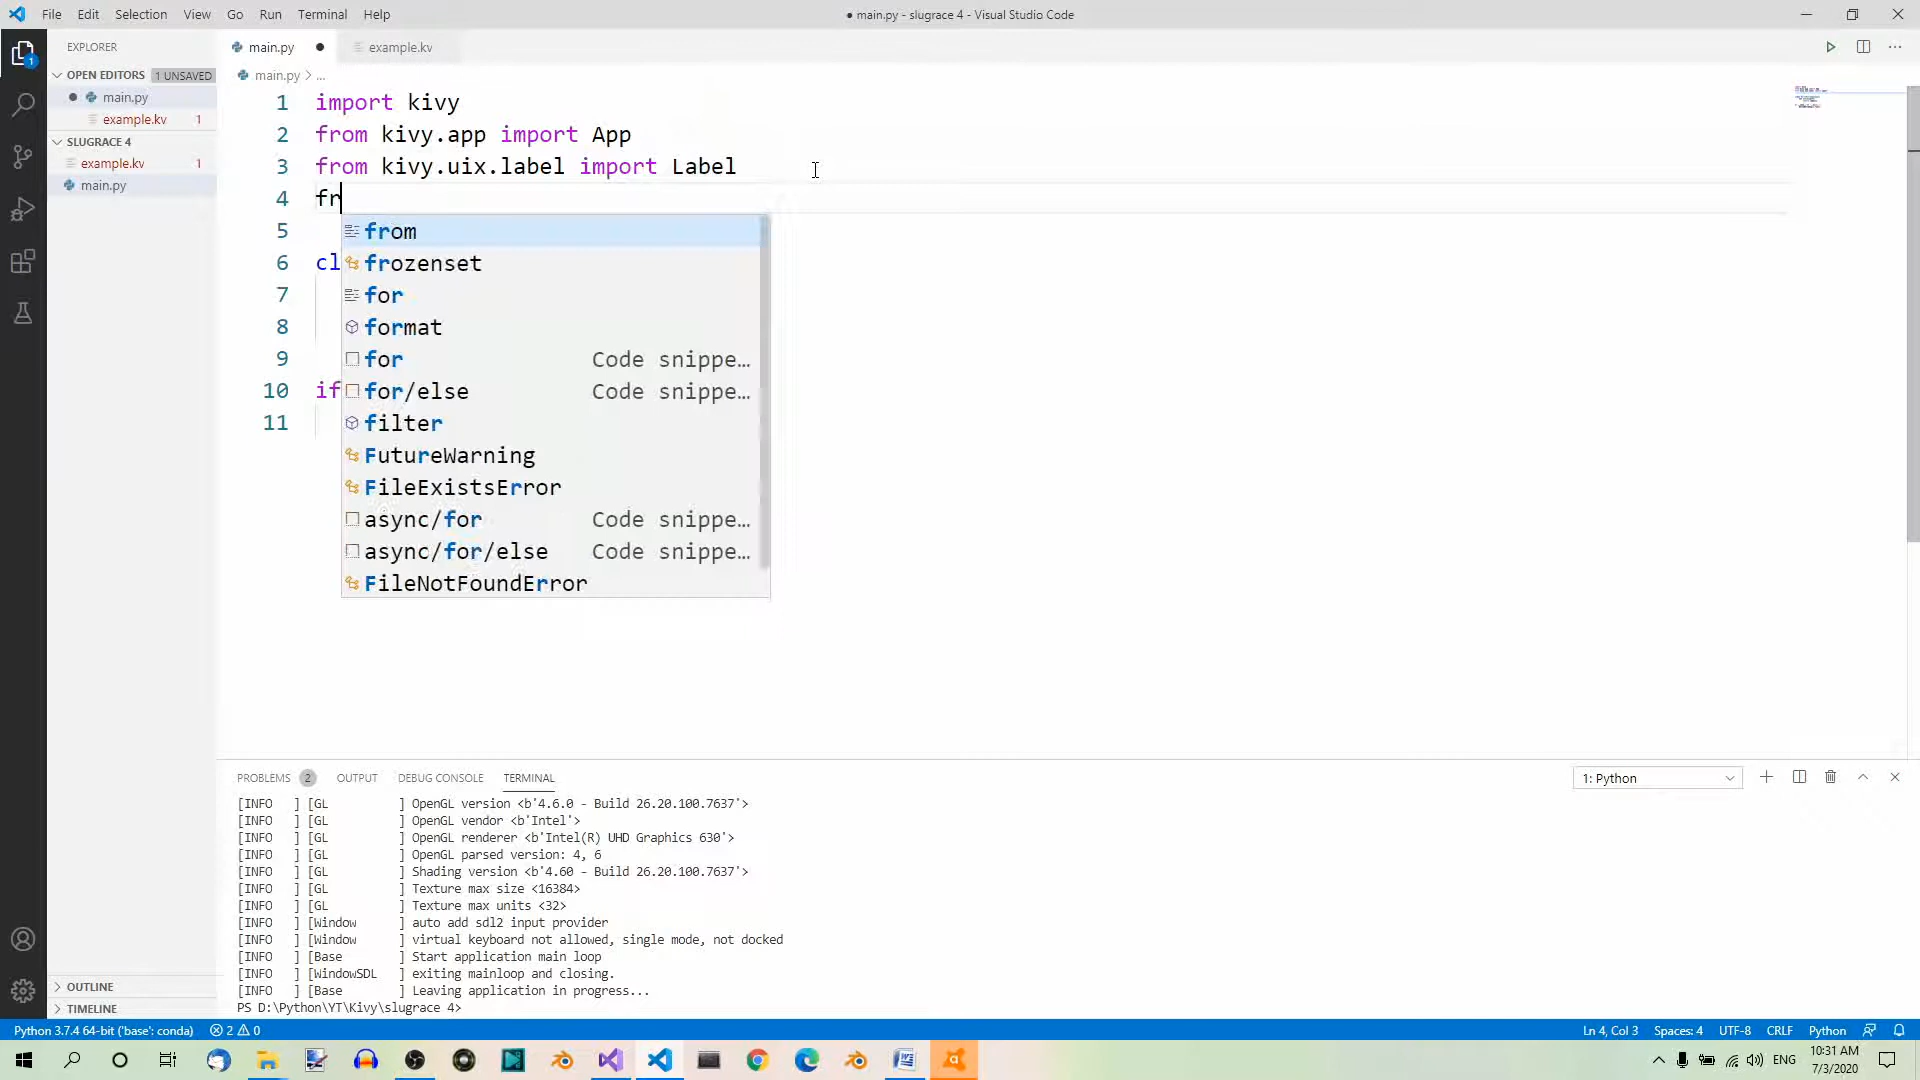 File Edit Selection View Go Run Terminal Help
● main.py - slugrace 4 - Visual Studio Code
EXPLORER
OPEN EDITORS 1 UNSAVED
main.py
example.kv 1
SLUGRACE 4
example.kv 1
main.py
OUTLINE
TIMELINE
main.py ● example.kv
main.py > ...
1 import kivy
2 from kivy.app import App
3 from kivy.uix.label import Label
4 fr
5
6 cl
7
8
9
10 if
11
from
frozenset
for
format
for Code snippe…
for/else Code snippe…
filter
FutureWarning
FileExistsError
async/for Code snippe…
async/for/else Code snippe…
FileNotFoundError
PROBLEMS 2 OUTPUT DEBUG CONSOLE TERMINAL
1: Python
[INFO ] [GL ] OpenGL version <b'4.6.0 - Build 26.20.100.7637'>
[INFO ] [GL ] OpenGL vendor <b'Intel'>
[INFO ] [GL ] OpenGL renderer <b'Intel(R) UHD Graphics 630'>
[INFO ] [GL ] OpenGL parsed version: 4, 6
[INFO ] [GL ] Shading version <b'4.60 - Build 26.20.100.7637'>
[INFO ] [GL ] Texture max size <16384>
[INFO ] [GL ] Texture max units <32>
[INFO ] [Window ] auto add sdl2 input provider
[INFO ] [Window ] virtual keyboard not allowed, single mode, not docked
[INFO ] [Base ] Start application main loop
[INFO ] [WindowSDL ] exiting mainloop and closing.
[INFO ] [Base ] Leaving application in progress...
PS D:\Python\YT\Kivy\slugrace 4>
Python 3.7.4 64-bit ('base': conda) 2 0
Ln 4, Col 3 Spaces: 4 UTF-8 CRLF Python
ENG 10:31 AM
7/3/2020